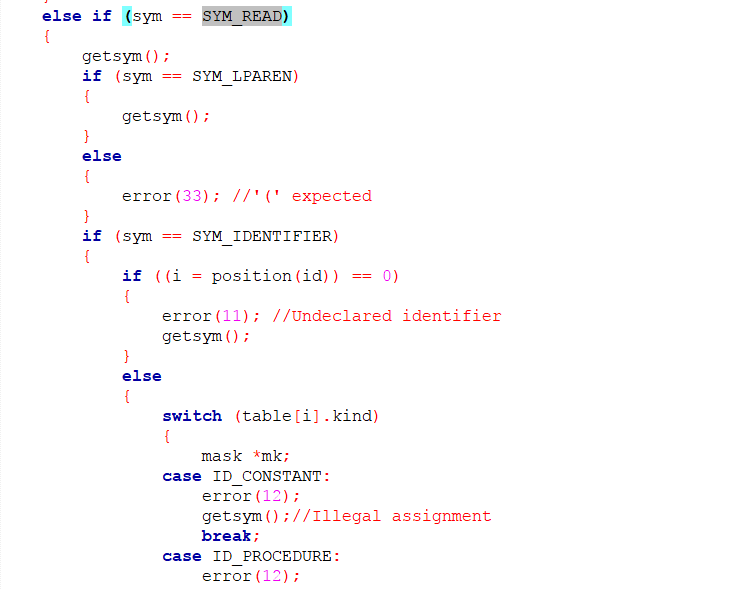 else if (sym == SYM_READ)
{
getsym();
if (sym == SYM_LPAREN)
{
getsym();
}
else
{
error(33); //'(' expected
}
if (sym == SYM_IDENTIFIER)
{
if ((i = position(id)) == 0)
{
error(11); //Undeclared identifier
getsym();
}
else
{
switch (table[i].kind)
{
mask *mk;
case ID_CONSTANT:
error(12);
getsym();//Illegal assignment
break;
case ID_PROCEDURE:
error(12);